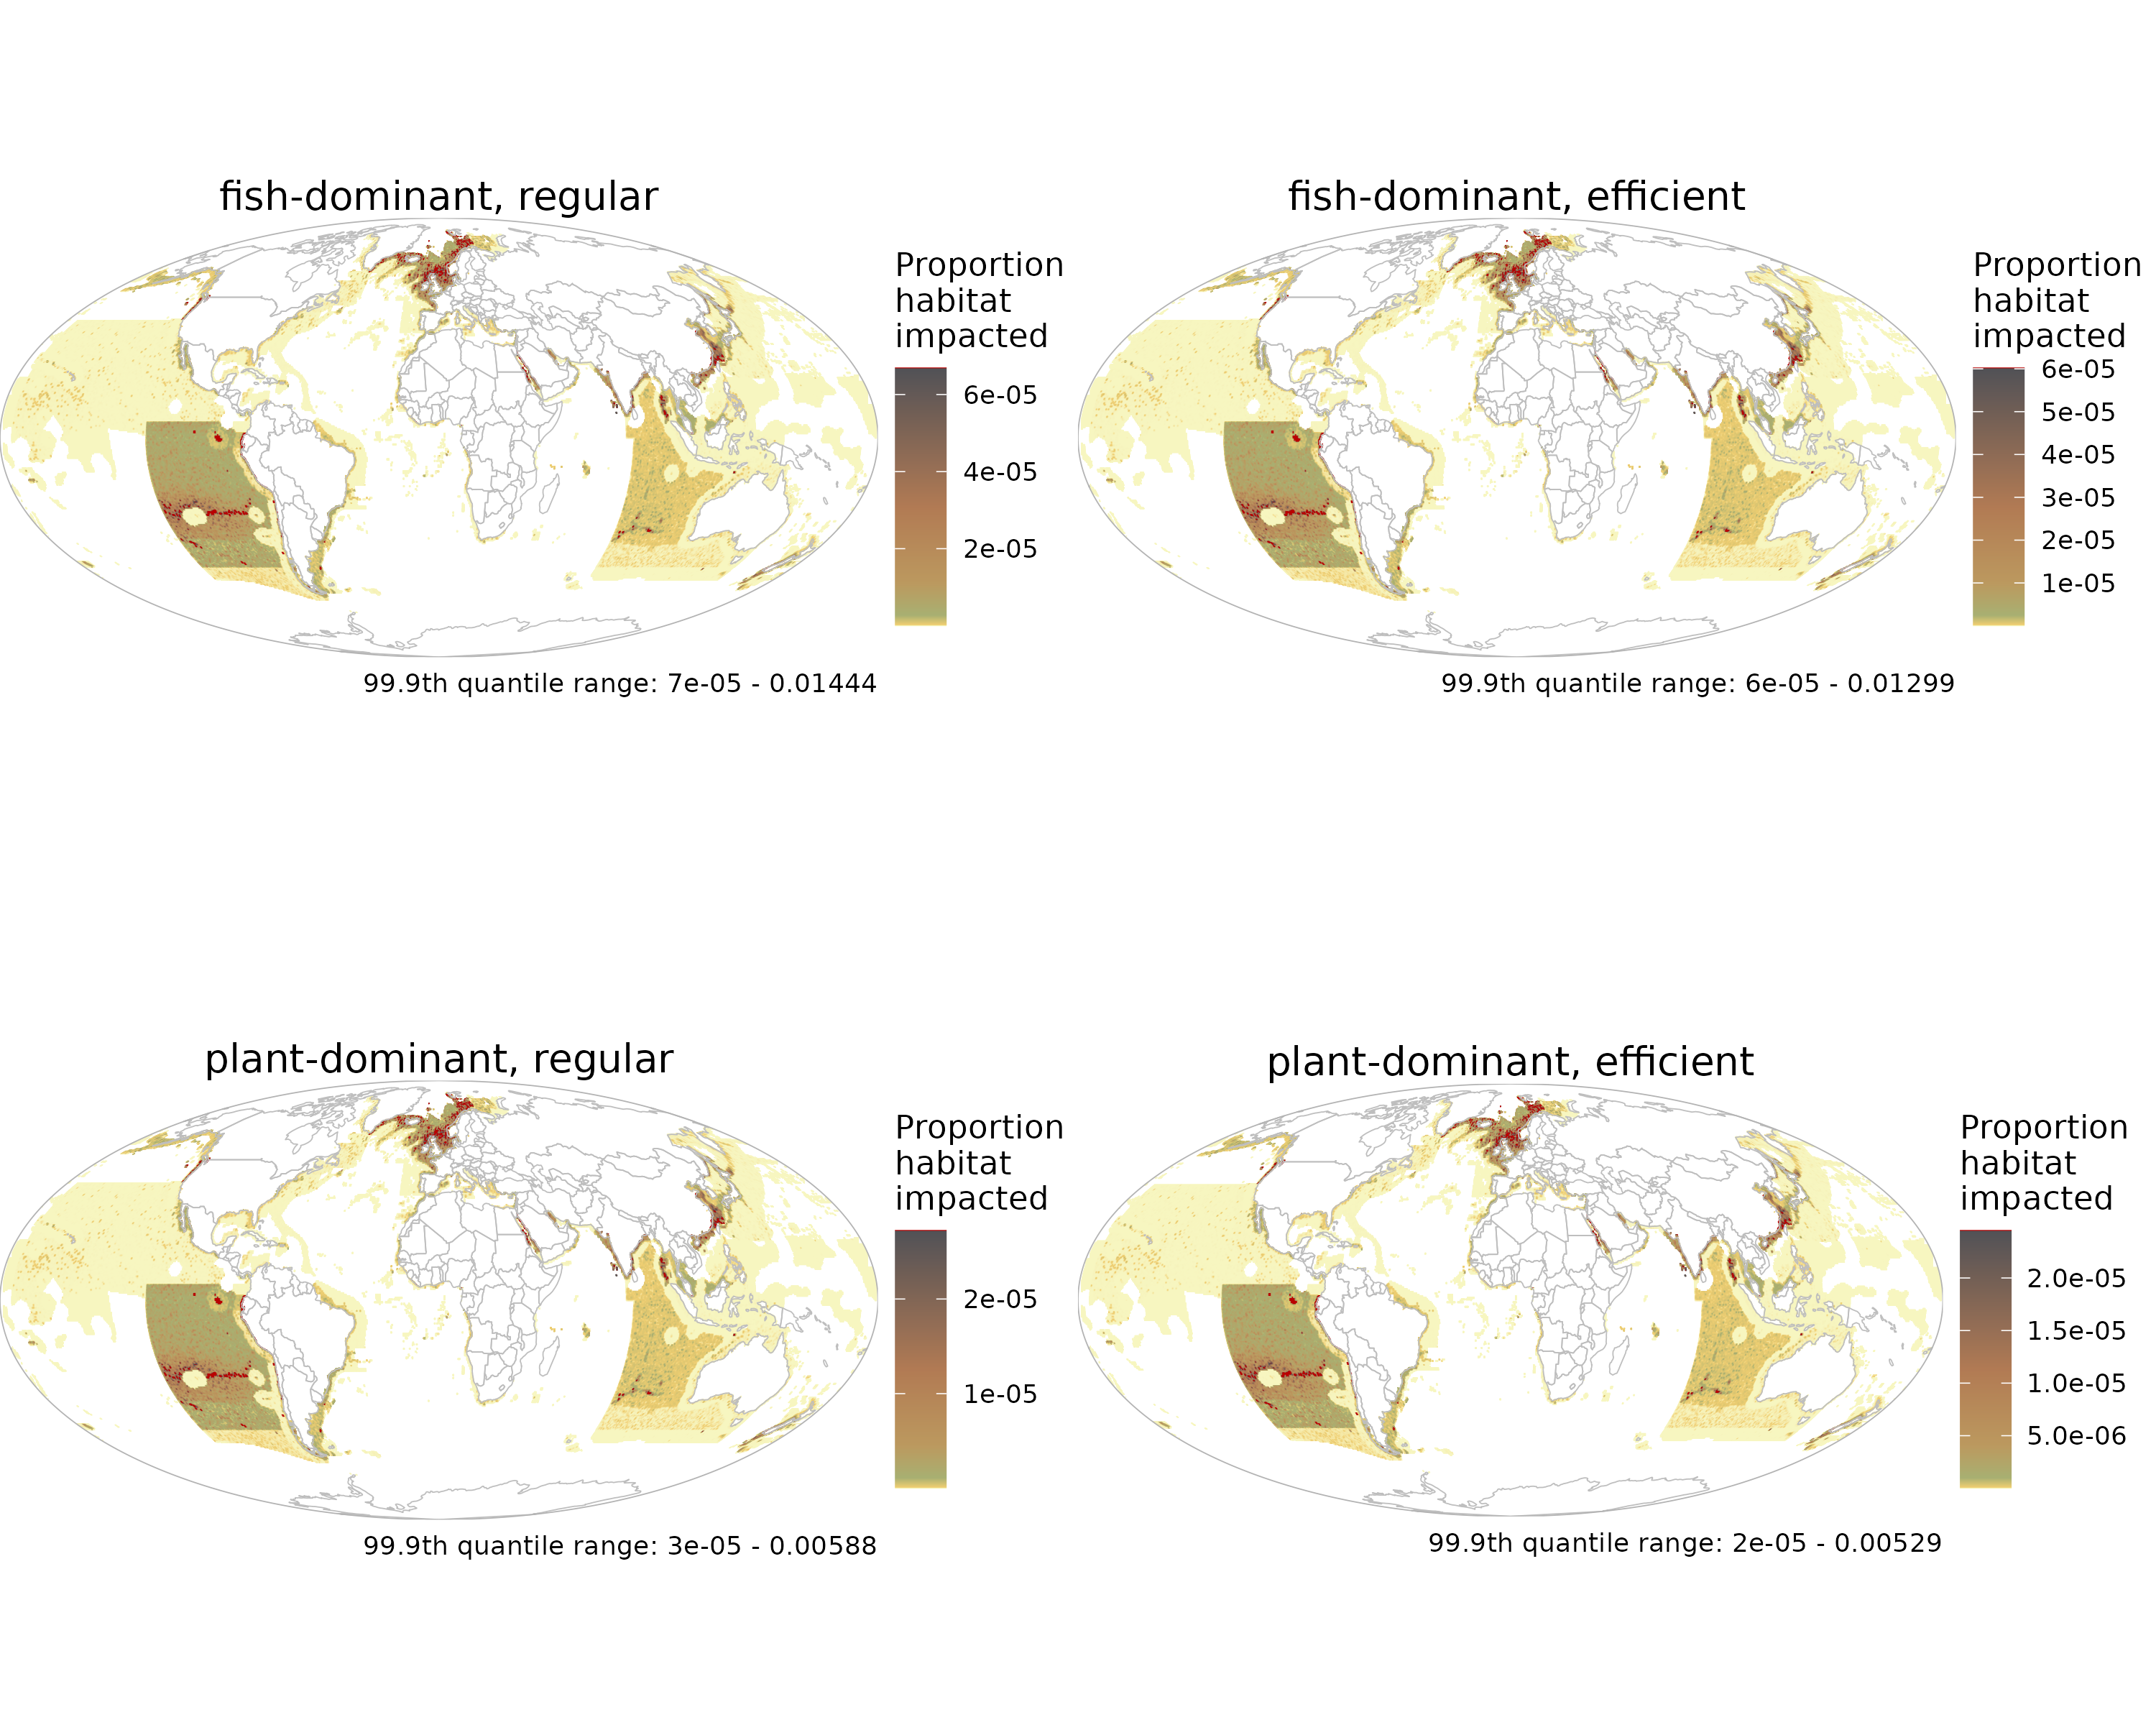 fish-dominant, regular
Proportion
habitat
impacted
6e-05
4e-05
2e-05
99.9th quantile range: 7e-05 - 0.01444
fish-dominant, efficient
Proportion
habitat
impacted
6e-05
5e-05
4e-05
3e-05
2e-05
1e-05
99.9th quantile range: 6e-05 - 0.01299
plant-dominant, regular
Proportion
habitat
impacted
2e-05
1e-05
99.9th quantile range: 3e-05 - 0.00588
plant-dominant, efficient
Proportion
habitat
impacted
2.0e-05
1.5e-05
1.0e-05
5.0e-06
99.9th quantile range: 2e-05 - 0.00529